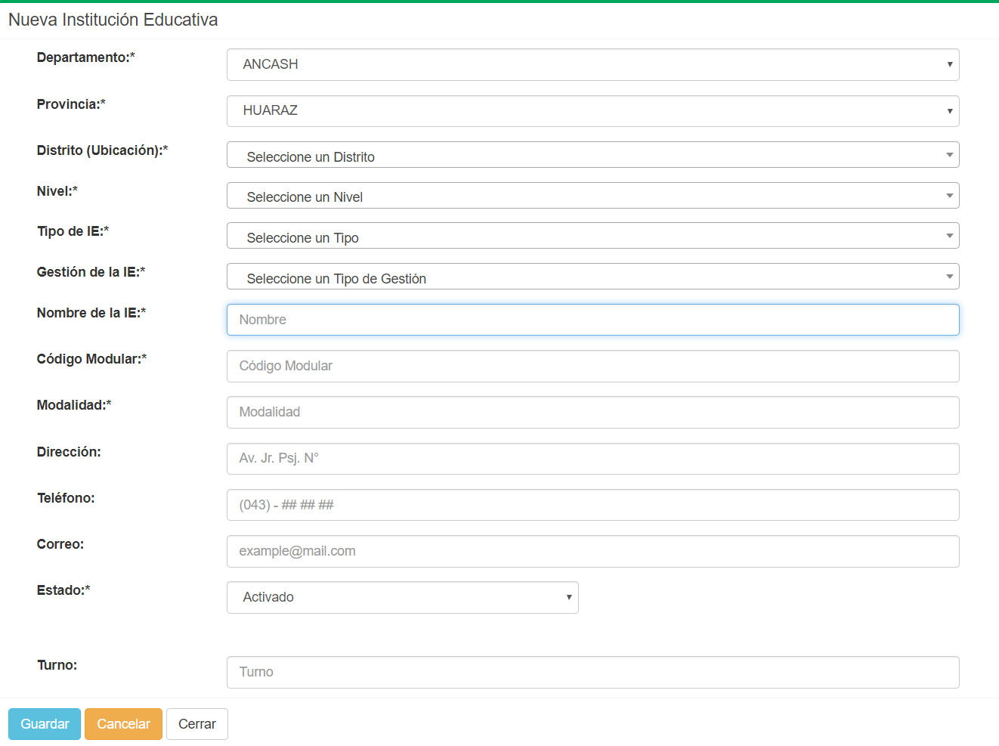 Nueva Institución Educativa
Departamento:* ANCASH
Provincia:* HUARAZ
Distrito (Ubicación):* Seleccione un Distrito
Nivel:* Seleccione un Nivel
Tipo de IE:* Seleccione un Tipo
Gestión de la IE:* Seleccione un Tipo de Gestión
Nombre de la IE:* Nombre
Código Modular:* Código Modular
Modalidad:* Modalidad
Dirección: Av. Jr. Psj. N°
Teléfono: (043) - ## ## ##
Correo: example@mail.com
Estado:* Activado
Turno: Turno
Guardar Cancelar Cerrar